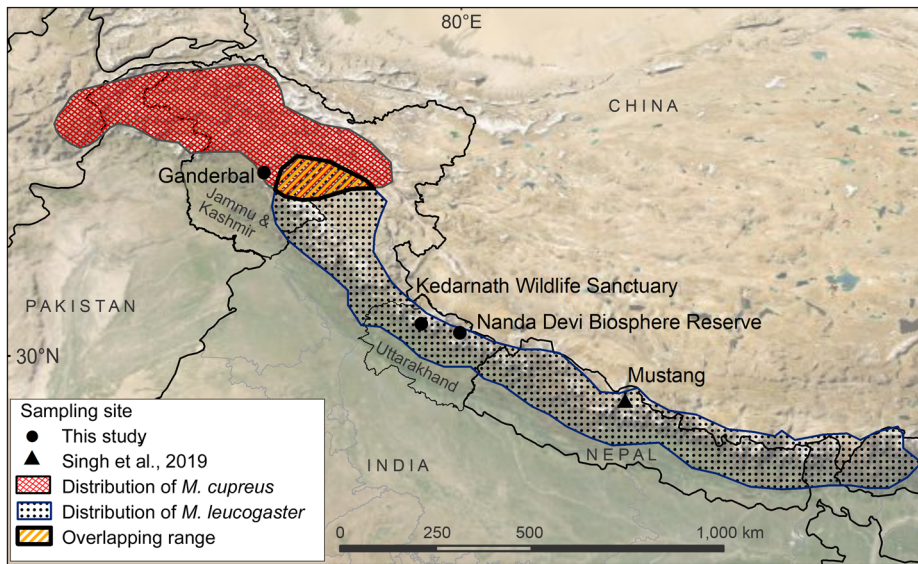 80°E
CHINA
Ganderbal
Jammu &
Kashmir
Kedarnath Wildlife Sanctuary
PAKISTAN
Nanda Devi Biosphere Reserve
30°N
Uttarakhand
Mustang
Sampling site
This study
Singh et al., 2019
Distribution of M. cupreus
Distribution of M. leucogaster
Overlapping range
INDIA
NEPAL
0 250 500 1,000 km